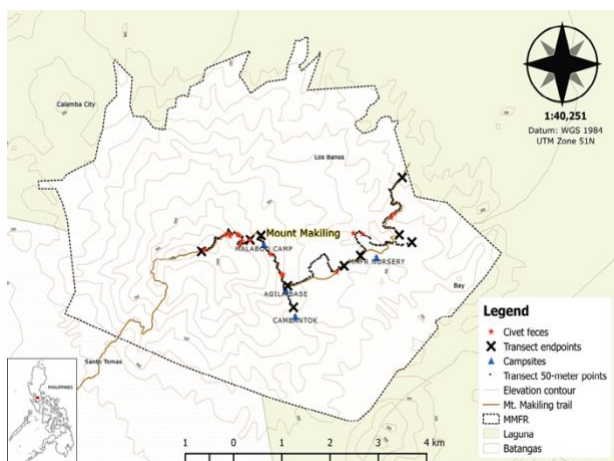 Calamba City
1:40,251
Datum: WGS 1984
UTM Zone 51N
Los Banos
Mount Makiling
MALABOO CAMP
MMFR NURSERY
AGILA BASE
Bay
CAMBANTOK
Santo Tomas
PHILIPPINES
Legend
Civet feces
Transect endpoints
Campsites
Transect 50-meter points
Elevation contour
Mt. Makiling trail
MMFR
Laguna
Batangas
1 0 1 2 3 4 km